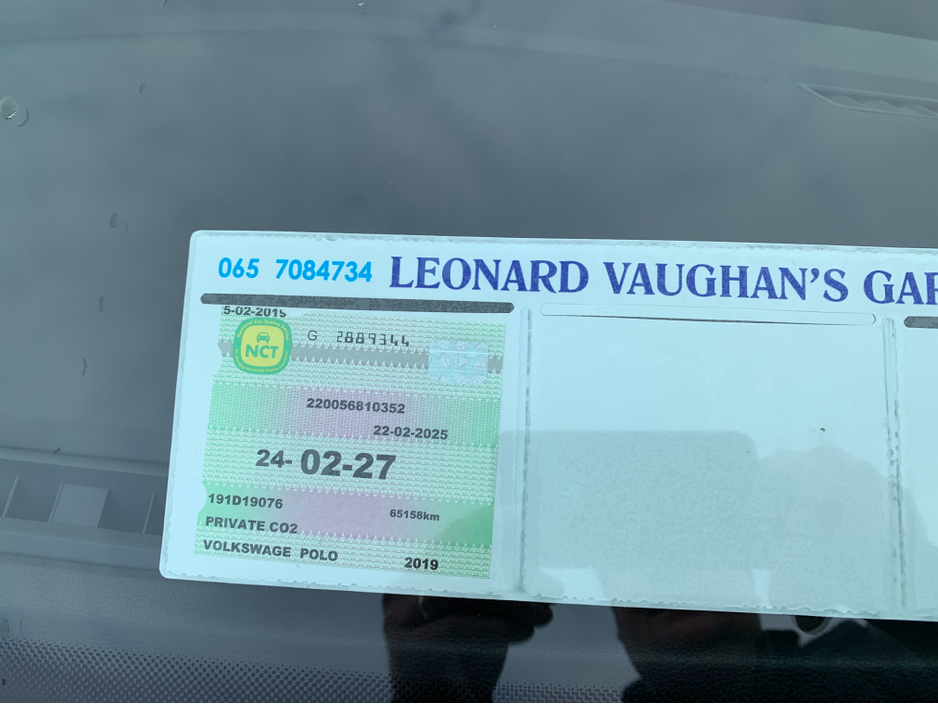 065 7084734 LEONARD VAUGHAN'S GAR
5-02-2015
NCT
G 2889344
220056810352
22-02-2025
24-02-27
191D19076
65158km
PRIVATE CO2
VOLKSWAGE POLO 2019